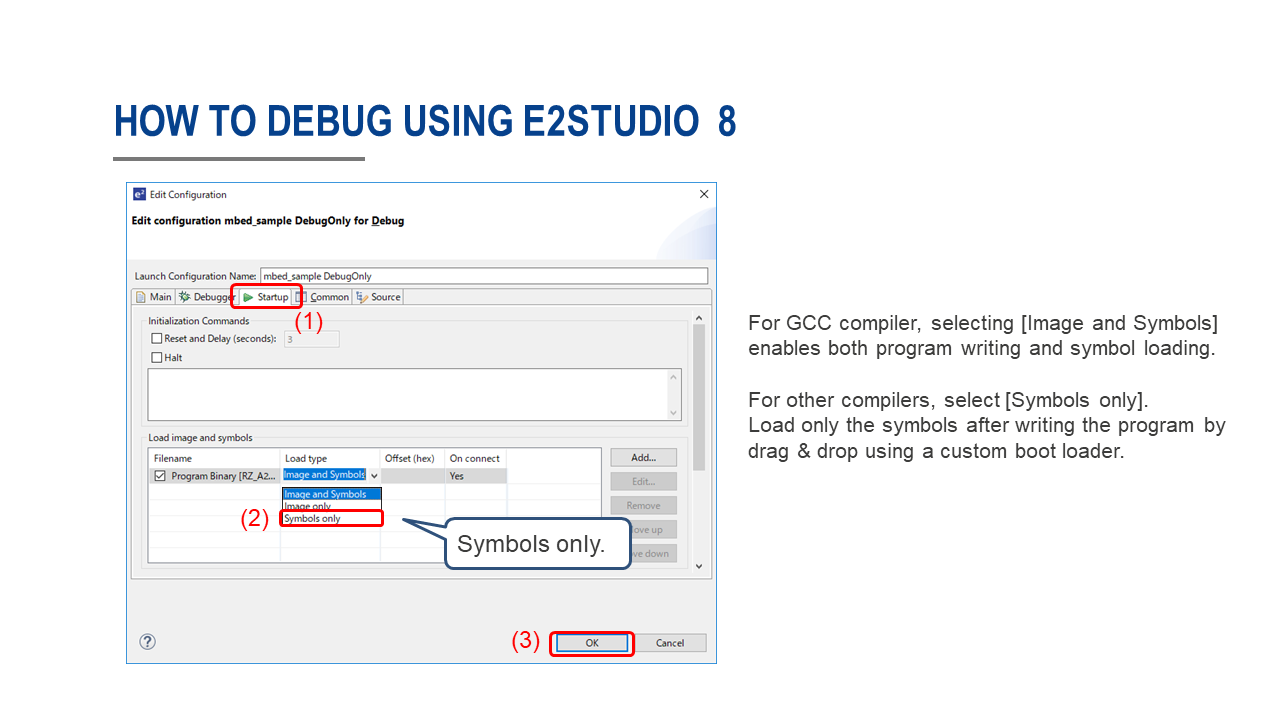 HOW TO DEBUG USING E2STUDIO 8
e² Edit Configuration
Edit configuration mbed_sample DebugOnly for Debug
Launch Configuration Name: mbed_sample DebugOnly
Main Debugger Startup Common Source
(1)
Initialization Commands
Reset and Delay (seconds): 3
Halt
Load image and symbols
Filename Load type Offset (hex) On connect
Program Binary [RZ_A2... Image and Symbols Yes
Image and Symbols
Image only
(2) Symbols only
Add...
Edit...
Remove
ove up
ve down
Symbols only.
?
(3) OK Cancel
For GCC compiler, selecting [Image and Symbols]
enables both program writing and symbol loading.
For other compilers, select [Symbols only].
Load only the symbols after writing the program by
drag & drop using a custom boot loader.